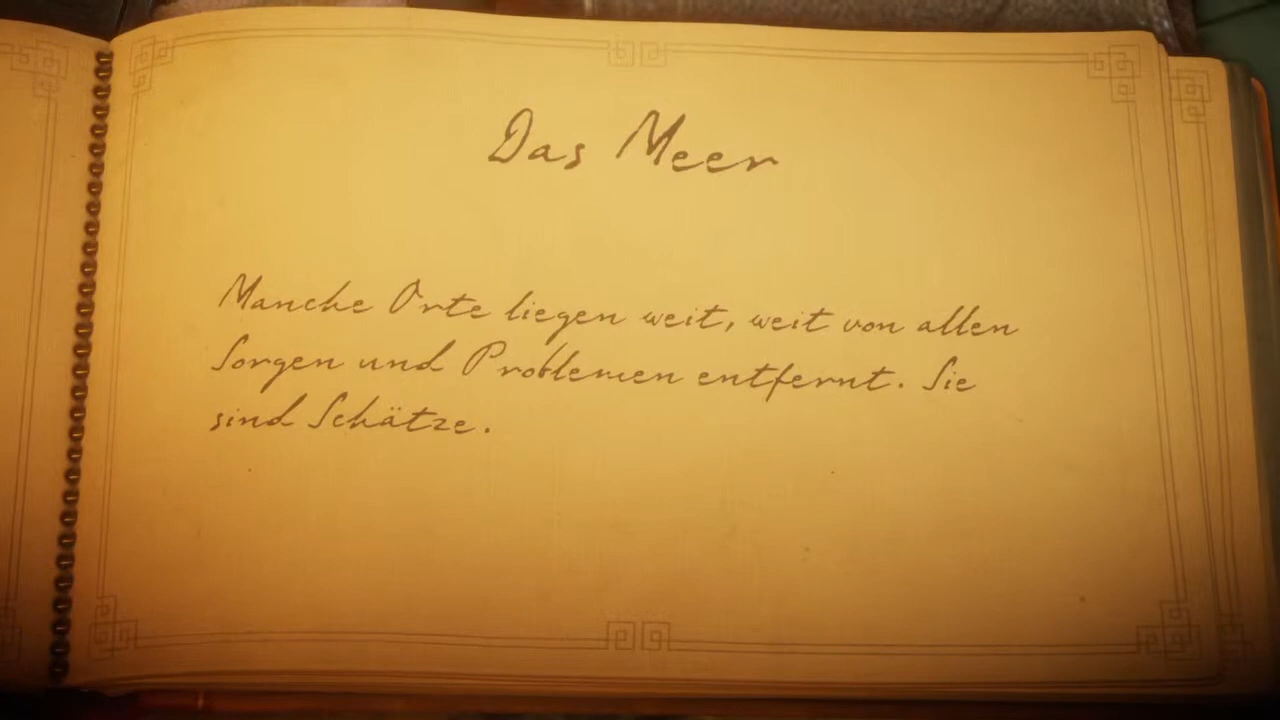 Das Meer
Manche Orte liegen weit, weit von allen
Sorgen und Problemen entfernt. Sie
sind Schätze.